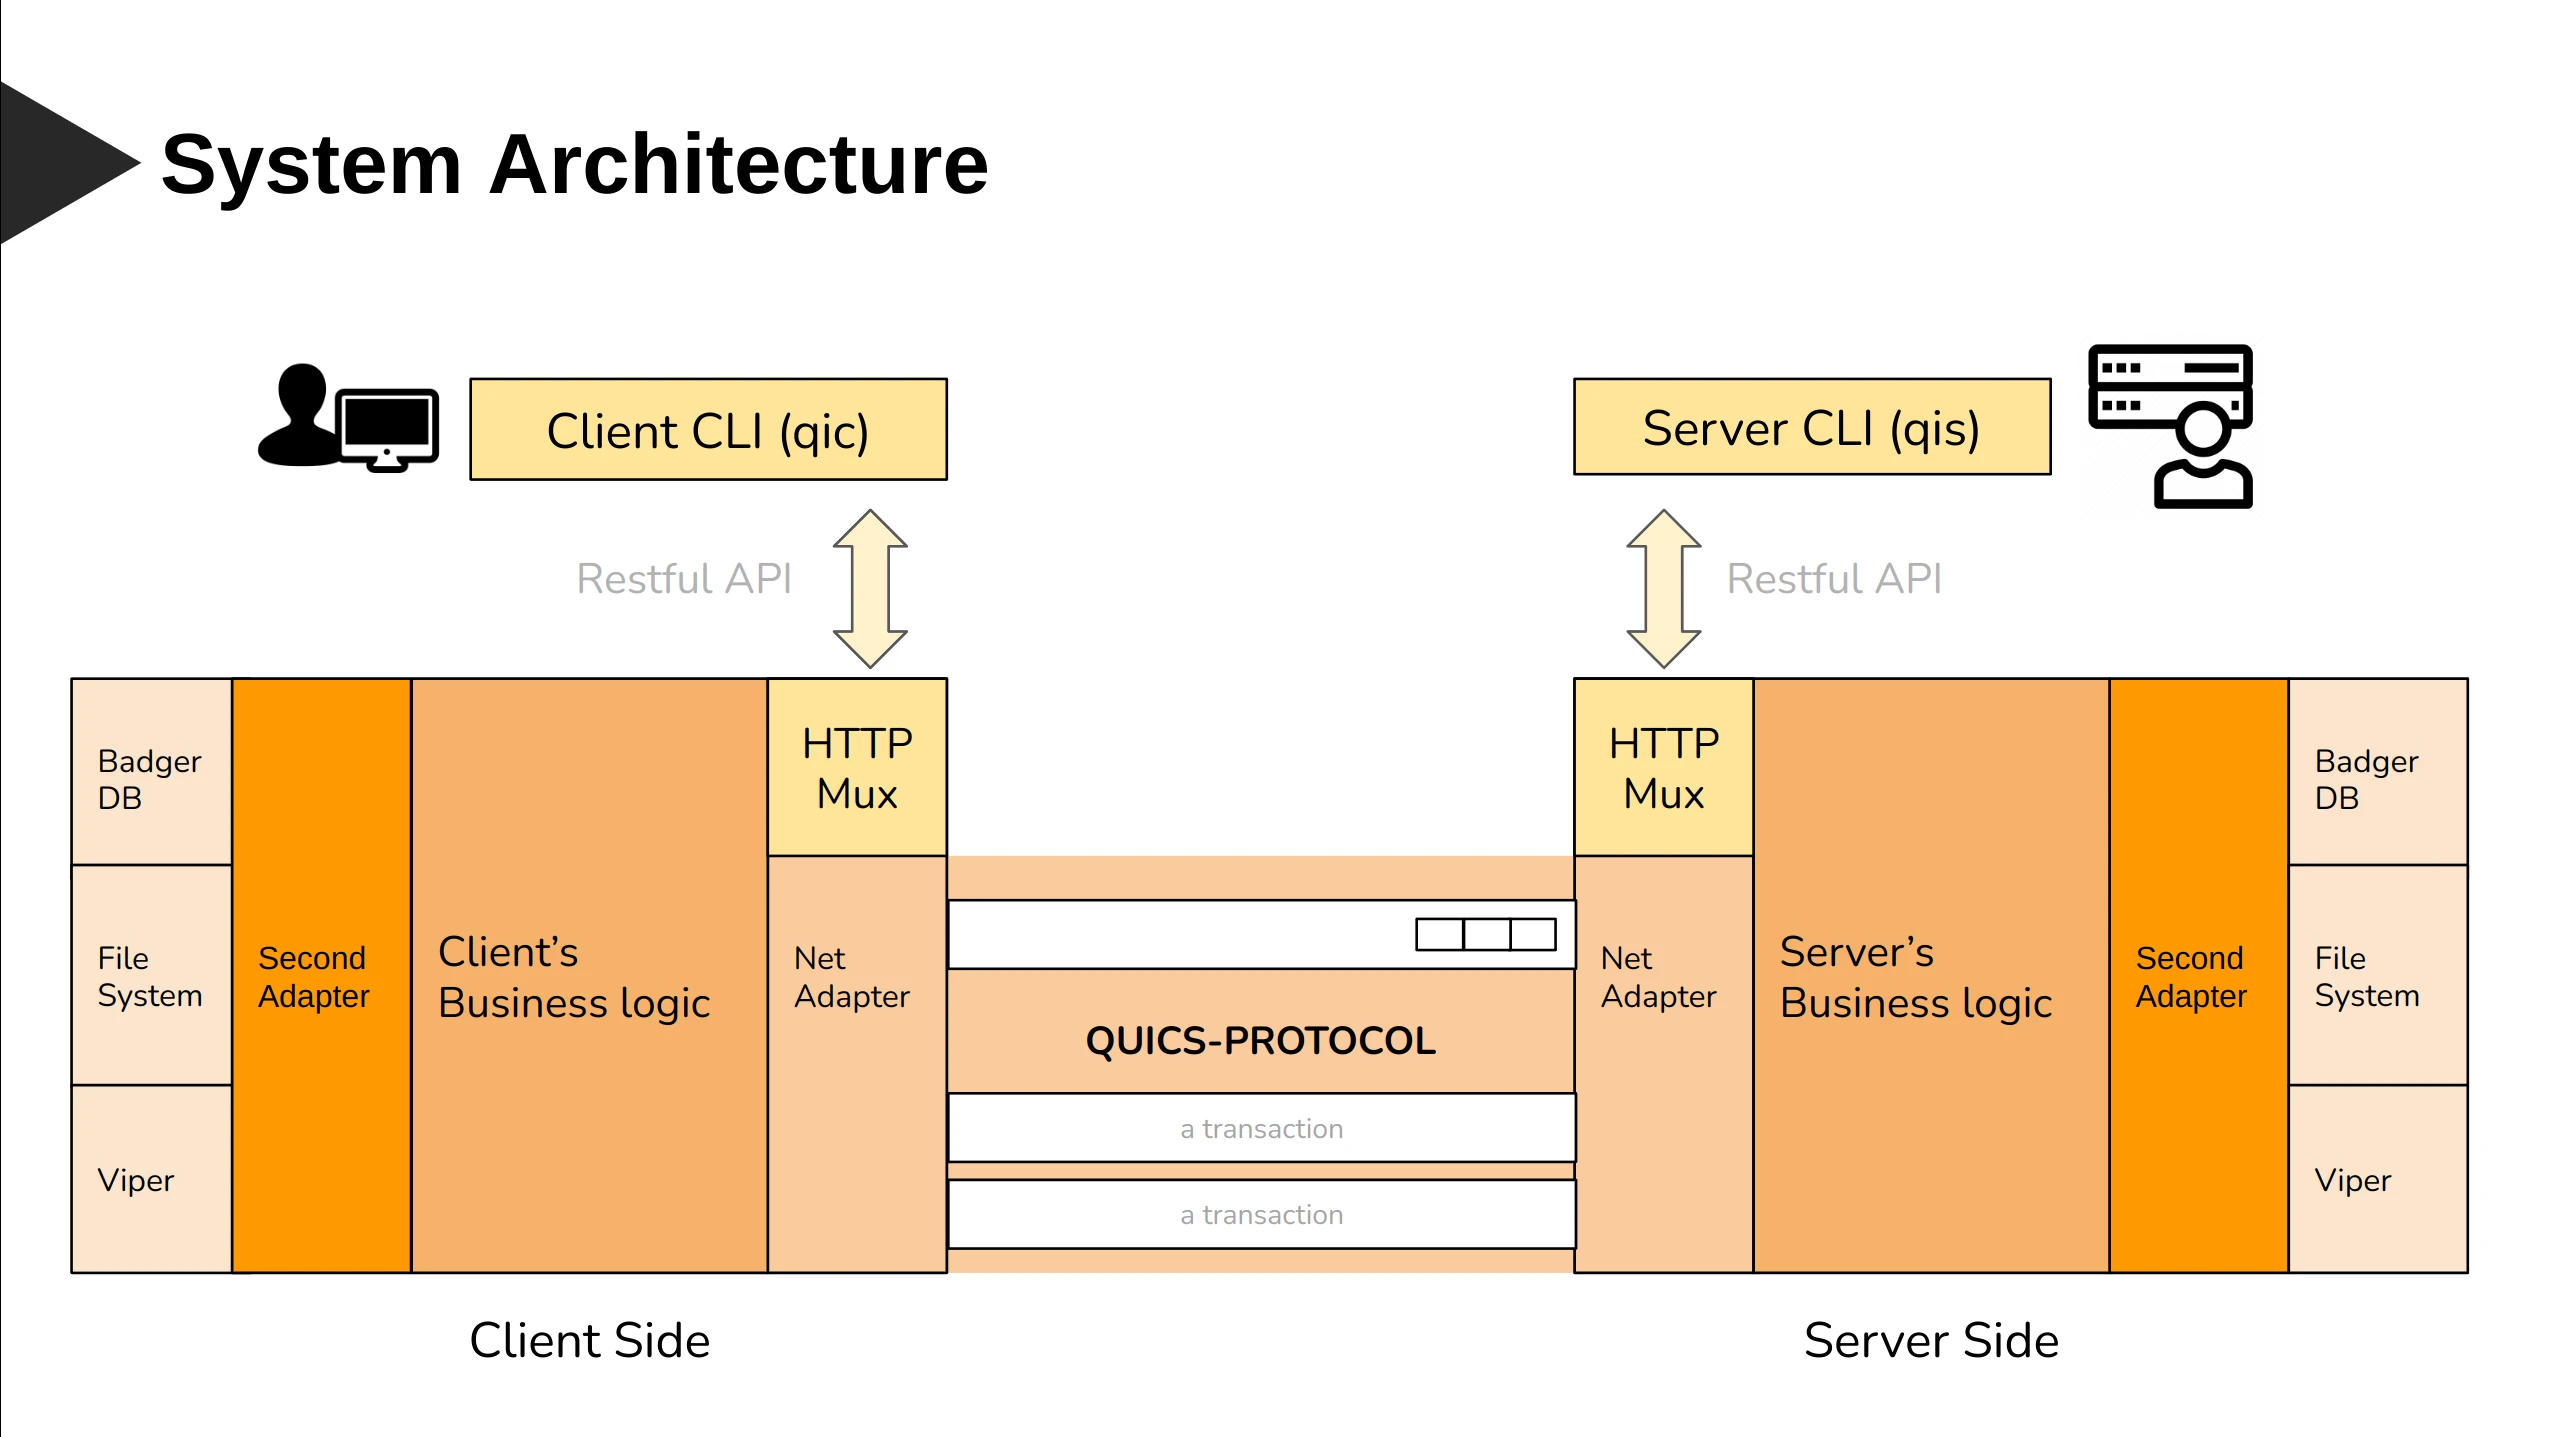 System Architecture
Client CLI (qic)
Server CLI (qis)
Restful API
Restful API
Badger
DB
File
System
Viper
Second
Adapter
Client’s
Business logic
HTTP
Mux
Net
Adapter
QUICS-PROTOCOL
a transaction
a transaction
HTTP
Mux
Net
Adapter
Server’s
Business logic
Second
Adapter
Badger
DB
File
System
Viper
Client Side
Server Side